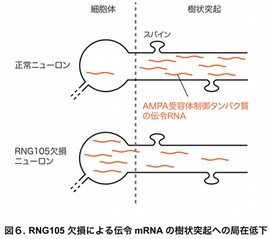 細胞体
樹状突起
スパイン
正常ニューロン
AMPA受容体制御タンパク質
の伝令RNA
RNG105欠損
ニューロン
図6. RNG105 欠損による伝令 mRNA の樹状突起への局在低下